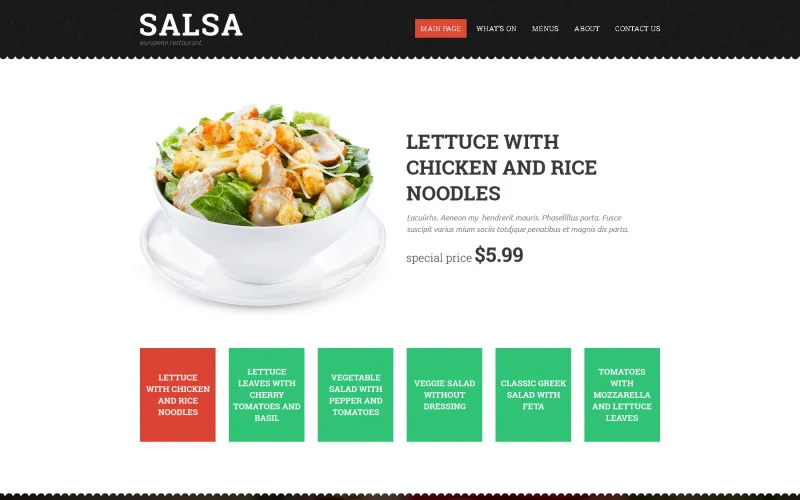 SALSA
european restaurant
MAIN PAGE
WHAT'S ON
MENUS
ABOUT
CONTACT US
LETTUCE WITH
CHICKEN AND RICE
NOODLES
Lacuiirhs. Aeneon my hendrerit mauris. Phasellllus porta. Fusce
suscipit varius mium sociis totdjque penatibus et magnis dis partu.
special price $5.99
LETTUCE
WITH CHICKEN
AND RICE
NOODLES
LETTUCE
LEAVES WITH
CHERRY
TOMATOES AND
BASIL
VEGETABLE
SALAD WITH
PEPPER AND
TOMATOES
VEGGIE SALAD
WITHOUT
DRESSING
CLASSIC GREEK
SALAD WITH
FETA
TOMATOES
WITH
MOZZARELLA
AND LETTUCE
LEAVES